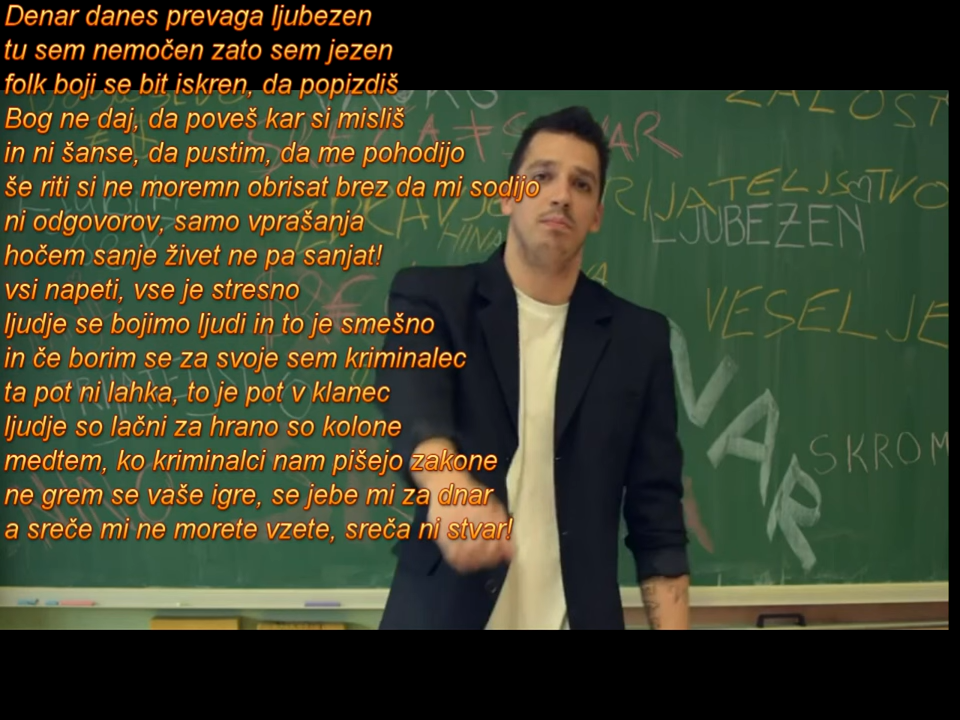 Denar danes prevaga ljubezen
tu sem nemočen zato sem jezen
folk boji se bit iskren, da popizdiš
Bog ne daj, da poveš kar si misliš
in ni šanse, da pustim, da me pohodijo
še riti si ne moremn obrisat brez da mi sodijo
ni odgovorov, samo vprašanja
hočem sanje živet ne pa sanjat!
vsi napeti, vse je stresno
ljudje se bojimo ljudi in to je smešno
in če borim se za svoje sem kriminalec
ta pot ni lahka, to je pot v klanec
ljudje so lačni za hrano so kolone
medtem, ko kriminalci nam pišejo zakone
ne grem se vaše igre, se jebe mi za dnar
a sreče mi ne morete vzete, sreča ni stvar!
ŽALOST
SREČA ≠ STVAR
LJUBEZEN
VESELJE
SKROM